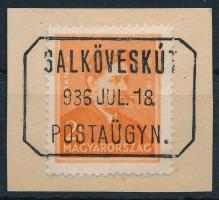 SALKÖVESKÚT
936 JUL. 18.
POSTAÜGYN.
MAGYARORSZÁG